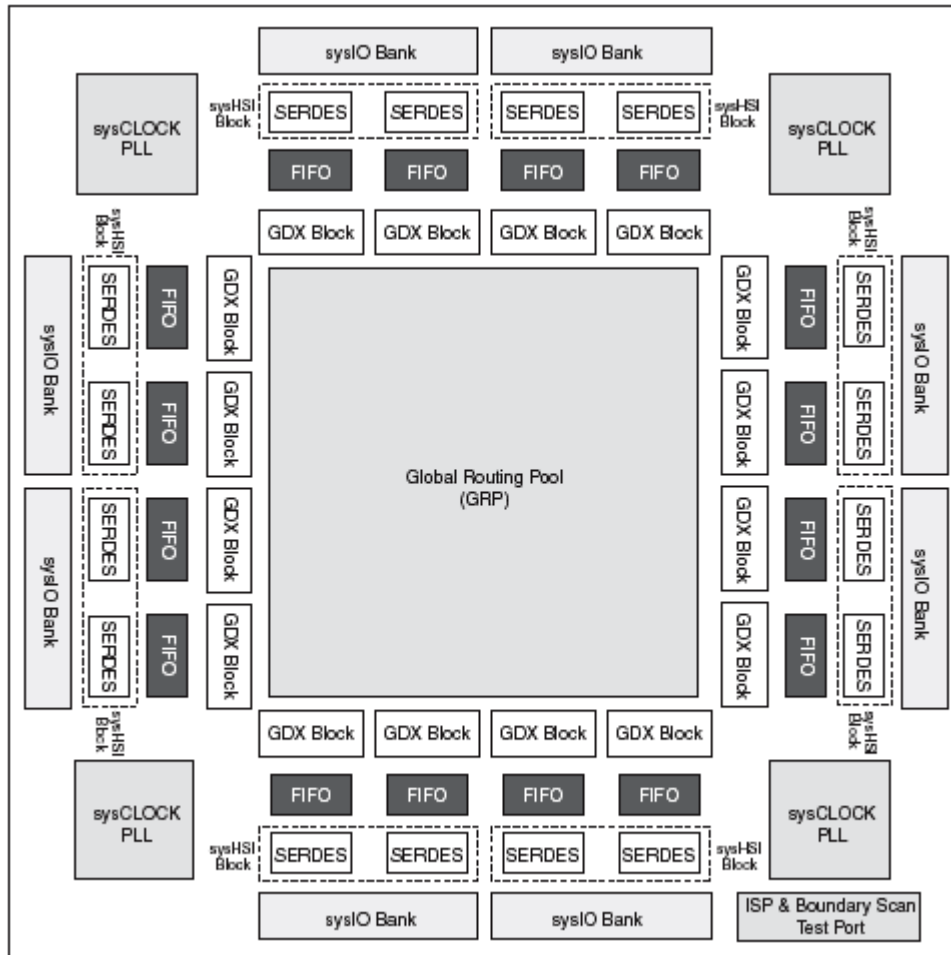 sysIO Bank
sysIO Bank
sysCLOCK
PLL
sysHSI
Block
SERDES
SERDES
SERDES
SERDES
sysHSI
Block
sysCLOCK
PLL
FIFO
FIFO
FIFO
FIFO
GDX Block
GDX Block
GDX Block
GDX Block
sysHSI
Block
sysHSI
Block
sysIO Bank
SERDES
FIFO
GDX Block
GDX Block
FIFO
SERDES
sysIO Bank
SERDES
FIFO
GDX Block
GDX Block
FIFO
SERDES
Global Routing Pool
(GRP)
sysIO Bank
SERDES
FIFO
GDX Block
GDX Block
FIFO
SERDES
sysIO Bank
SERDES
FIFO
GDX Block
GDX Block
FIFO
SERDES
sysHSI
Block
sysHSI
Block
GDX Block
GDX Block
GDX Block
GDX Block
sysCLOCK
PLL
FIFO
FIFO
FIFO
FIFO
sysCLOCK
PLL
sysHSI
Block
SERDES
SERDES
SERDES
SERDES
sysHSI
Block
sysIO Bank
sysIO Bank
ISP & Boundary Scan
Test Port